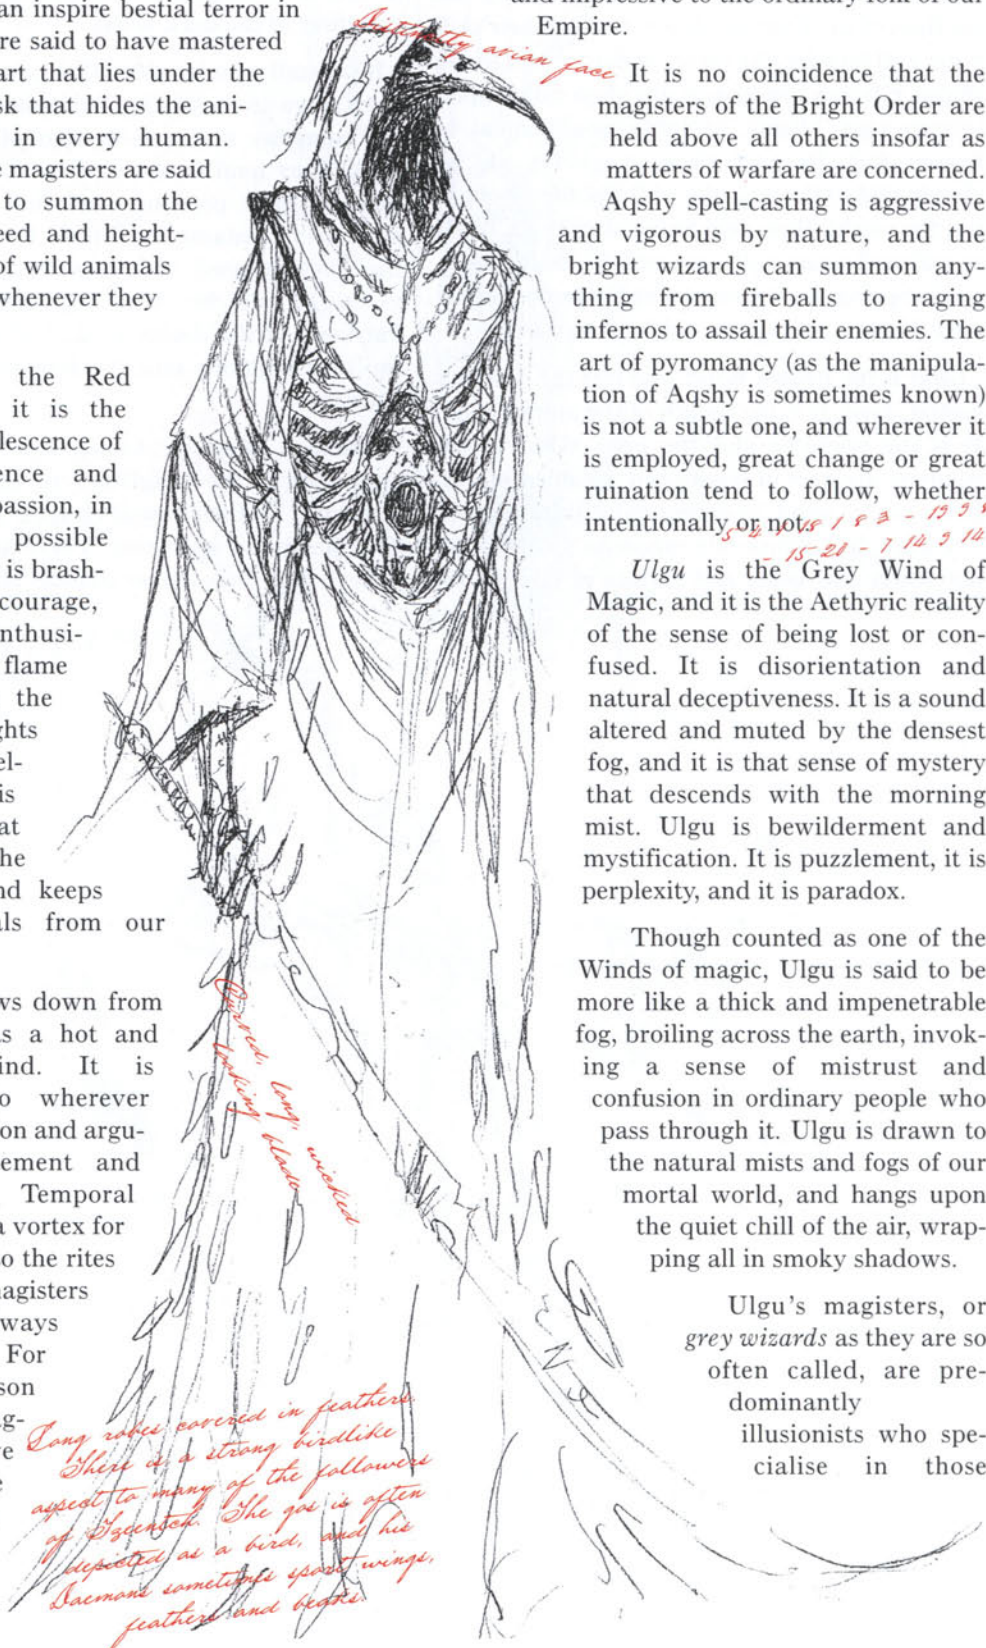 an inspire bestial terror in
re said to have mastered
art that lies under the
sk that hides the ani-
in every human.
e magisters are said
to summon the
eed and height-
of wild animals
whenever they
the Red
it is the
lescence of
ence and
passion, in
possible
is brash-
courage,
nthusi-
flame
the
ghts
el-
is
at
he
nd keeps
ls from our
ws down from
as a hot and
ind. It is
o wherever
on and argu-
ement and
Temporal
a vortex for
o the rites
magisters
ways
For
son
g-
re
e
Distinctly avian face
Curved, long, wicked
looking blade
Long robes covered in feathers.
There is a strong birdlike
aspect to many of the followers
of Tzeentch. The god is often
depicted as a bird, and his
Daemons sometimes sport wings,
feathers and beaks.
and impressive to the ordinary folk of our
Empire.
It is no coincidence that the
magisters of the Bright Order are
held above all others insofar as
matters of warfare are concerned.
Aqshy spell-casting is aggressive
and vigorous by nature, and the
bright wizards can summon any-
thing from fireballs to raging
infernos to assail their enemies. The
art of pyromancy (as the manipula-
tion of Aqshy is sometimes known)
is not a subtle one, and wherever it
is employed, great change or great
ruination tend to follow, whether
intentionally or not.
- 15 20 - 7 14 9 14
Ulgu is the Grey Wind of
Magic, and it is the Aethyric reality
of the sense of being lost or con-
fused. It is disorientation and
natural deceptiveness. It is a sound
altered and muted by the densest
fog, and it is that sense of mystery
that descends with the morning
mist. Ulgu is bewilderment and
mystification. It is puzzlement, it is
perplexity, and it is paradox.
Though counted as one of the
Winds of magic, Ulgu is said to be
more like a thick and impenetrable
fog, broiling across the earth, invok-
ing a sense of mistrust and
confusion in ordinary people who
pass through it. Ulgu is drawn to
the natural mists and fogs of our
mortal world, and hangs upon
the quiet chill of the air, wrap-
ping all in smoky shadows.
Ulgu's magisters, or
grey wizards as they are so
often called, are pre-
dominantly
illusionists who spe-
cialise in those